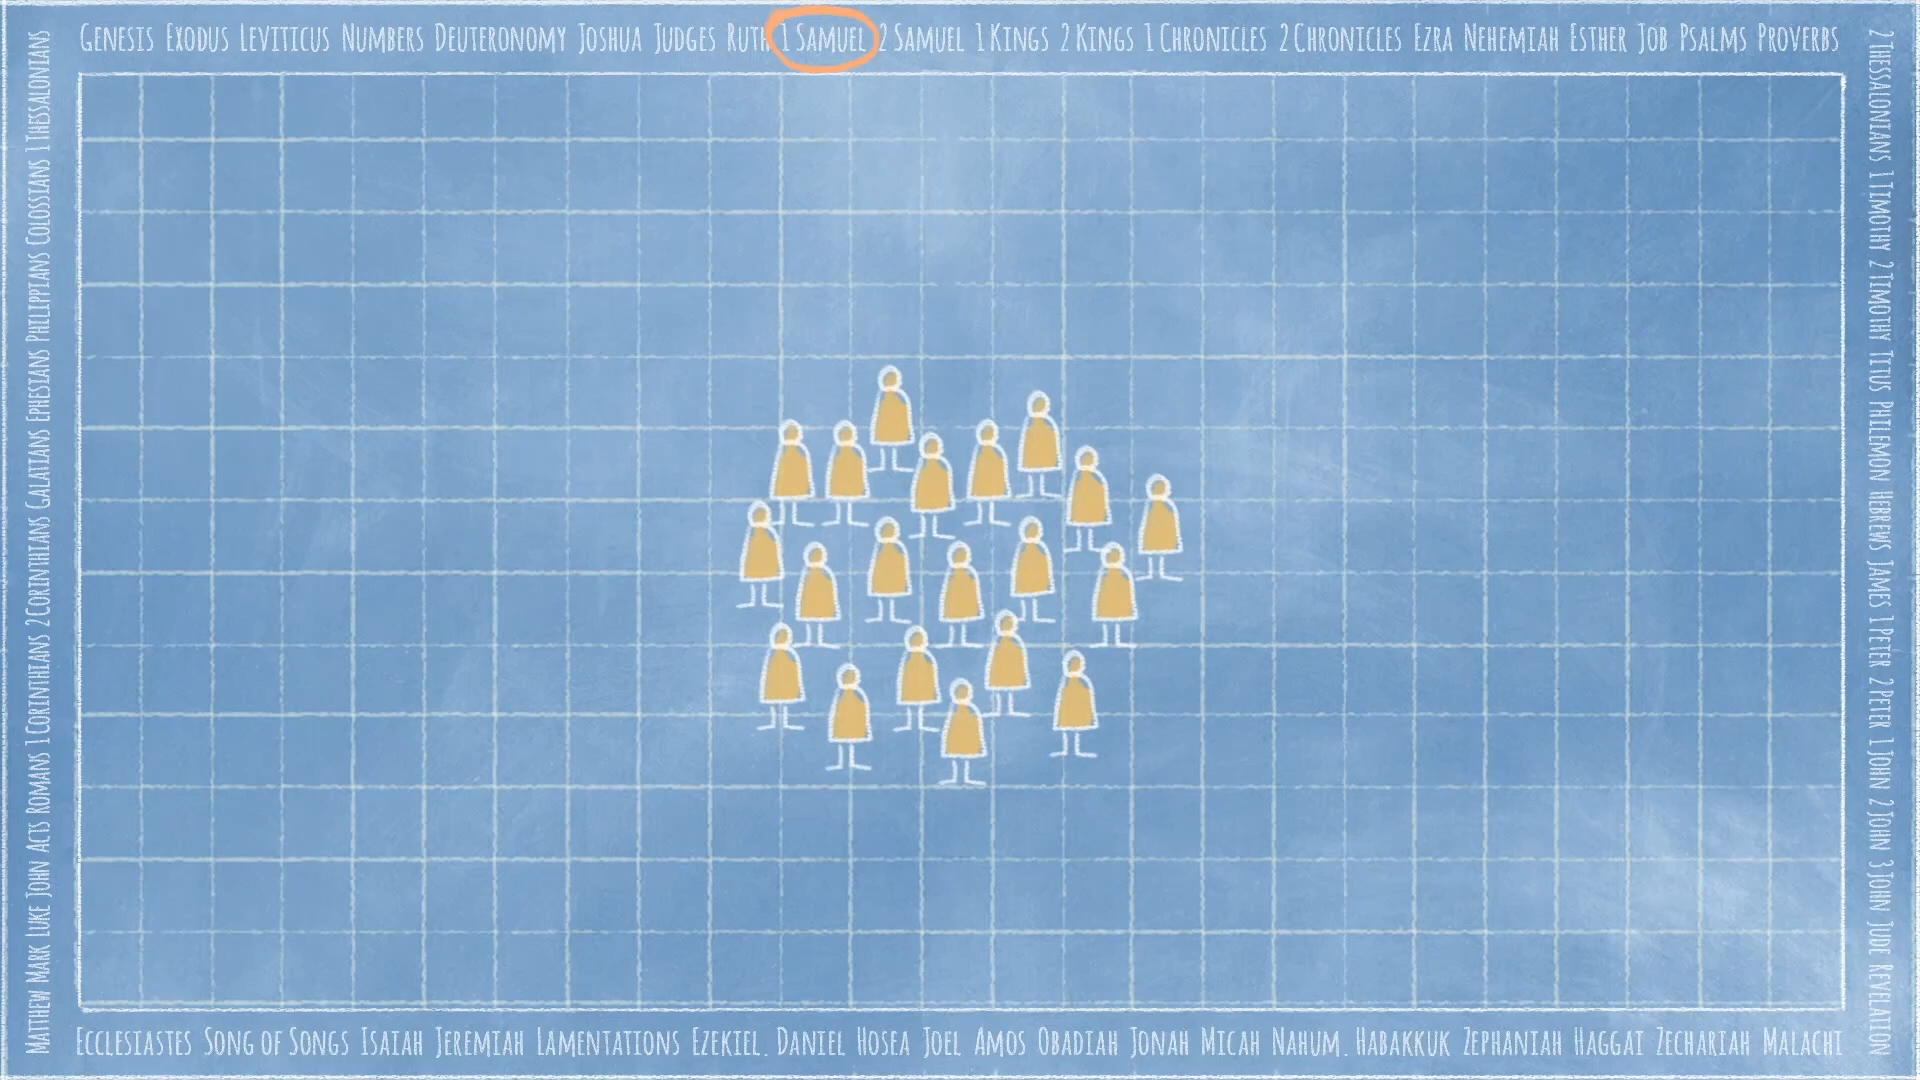 GENESIS EXODUS LEVITICUS NUMBERS DEUTERONOMY JOSHUA JUDGES RUTH 1 SAMUEL 2 SAMUEL 1 KINGS 2 KINGS 1 CHRONICLES 2 CHRONICLES EZRA NEHEMIAH ESTHER JOB PSALMS PROVERBS
ECCLESIASTES SONG OF SONGS ISAIAH JEREMIAH LAMENTATIONS EZEKIEL. DANIEL HOSEA JOEL AMOS OBADIAH JONAH MICAH NAHUM. HABAKKUK ZEPHANIAH HAGGAI ZECHARIAH MALACHI
MATTHEW MARK LUKE JOHN ACTS ROMANS 1 CORINTHIANS 2 CORINTHIANS GALATIANS EPHESIANS PHILIPPIANS COLOSSIANS 1 THESSALONIANS
2 THESSALONIANS 1 TIMOTHY 2 TIMOTHY TITUS PHILEMON HEBREWS JAMES 1 PETER 2 PETER 1 JOHN 2 JOHN 3 JOHN JUDE REVELATION